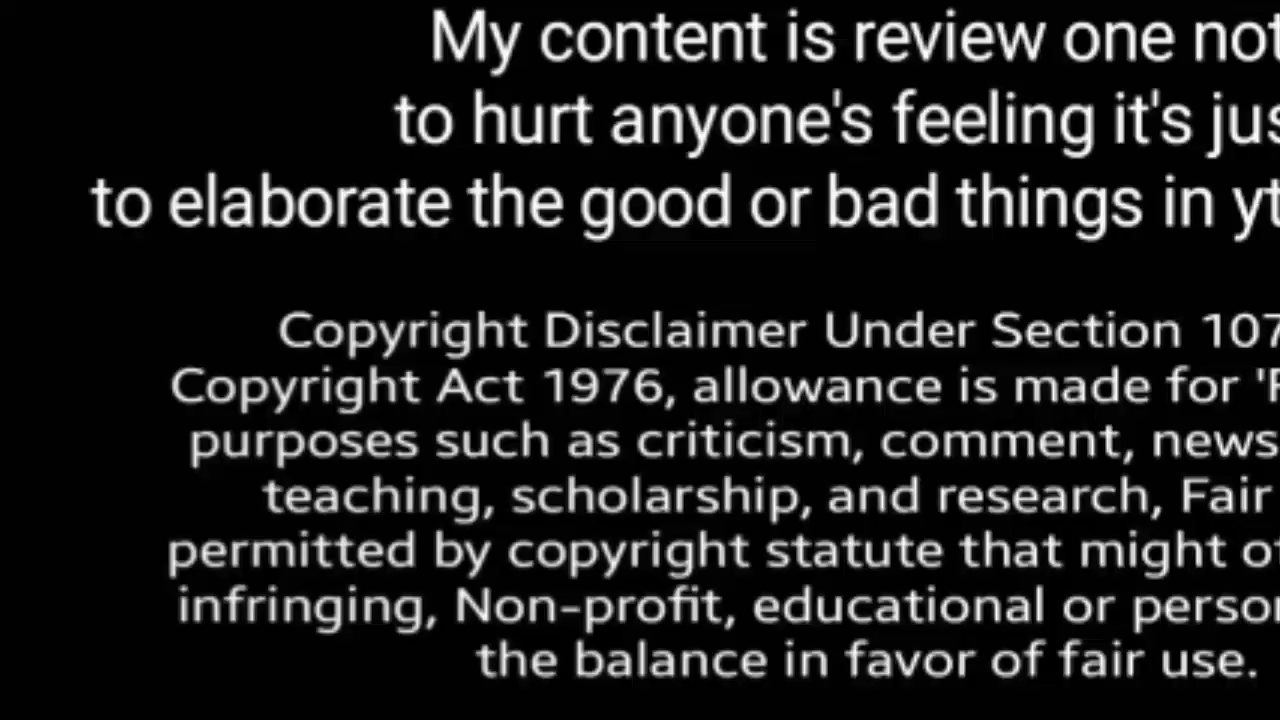 My content is review one not
to hurt anyone's feeling it's
to elaborate the good or bad things in
Copyright Disclaimer Under Section 107
Copyright Act 1976, allowance is made for
purposes such as criticism, comment, news
teaching, scholarship, and research, Fair
permitted by copyright statute that might
infringing, Non-profit, educational or
the balance in favor of fair use.